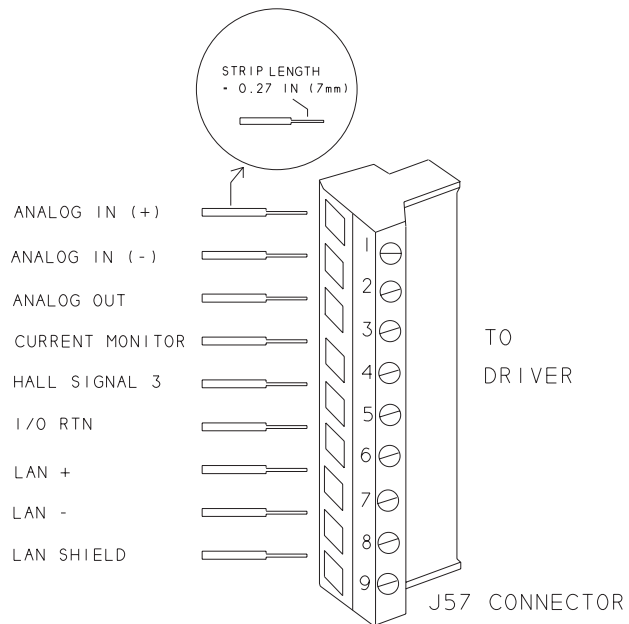 STRIP LENGTH
= 0.27 IN (7mm)
ANALOG IN (+)
ANALOG IN (-)
ANALOG OUT
CURRENT MONITOR
HALL SIGNAL 3
I/O RTN
LAN +
LAN -
LAN SHIELD
1
2
3
4
5
6
7
8
9
TO
DRIVER
J57 CONNECTOR